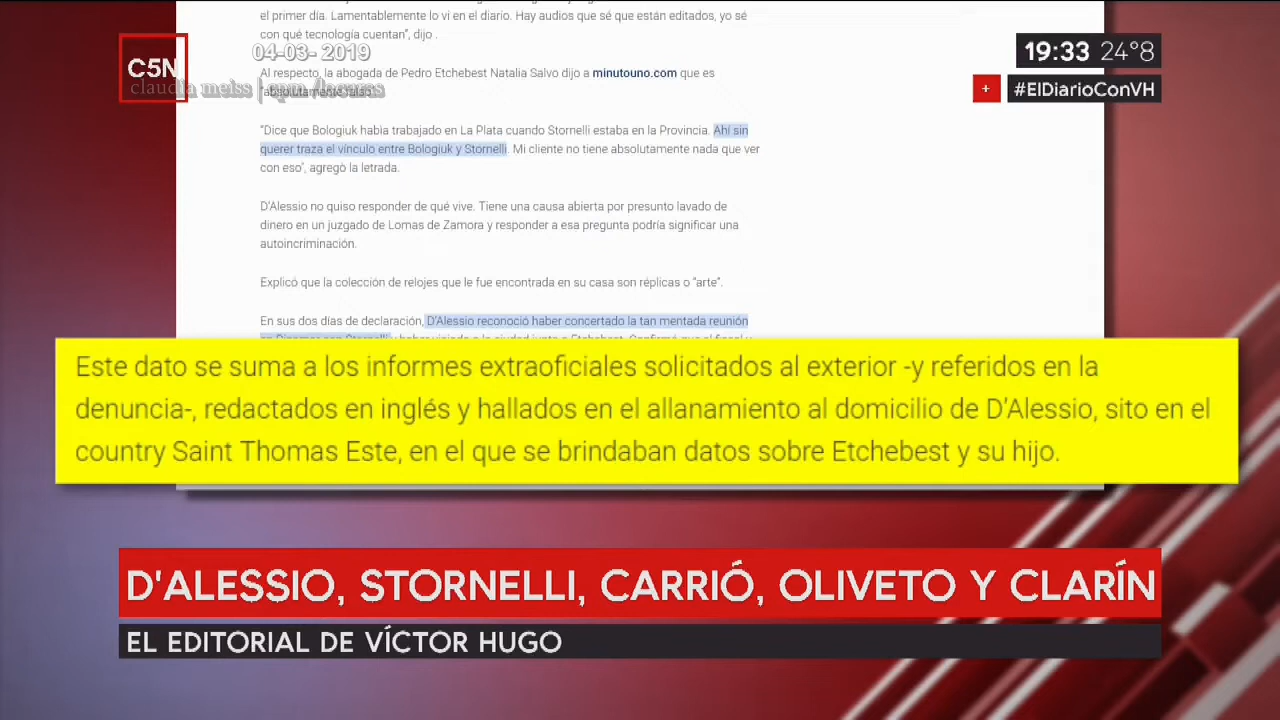 el primer día. Lamentablemente lo vi en el diario. Hay audios que sé que están editados, yo sé
con qué tecnología cuentan", dijo .
C5N
04-03- 2019
19:33 24°8
Al respecto, la abogada de Pedro Etchebest Natalia Salvo dijo a minutouno.com que es
"absolutamente falso".
claudia meiss | cpm /locaras
+ #ElDiarioConVH
"Dice que Bologiuk había trabajado en La Plata cuando Stornelli estaba en la Provincia. Ahí sin
querer traza el vínculo entre Bologiuk y Stornelli. Mi cliente no tiene absolutamente nada que ver
con eso", agregó la letrada.
D'Alessio no quiso responder de qué vive. Tiene una causa abierta por presunto lavado de
dinero en un juzgado de Lomas de Zamora y responder a esa pregunta podría significar una
autoincriminación.
Explicó que la colección de relojes que le fue encontrada en su casa son réplicas o "arte".
En sus dos días de declaración, D'Alessio reconoció haber concertado la tan mentada reunión
Este dato se suma a los informes extraoficiales solicitados al exterior -y referidos en la
denuncia-, redactados en inglés y hallados en el allanamiento al domicilio de D'Alessio, sito en el
country Saint Thomas Este, en el que se brindaban datos sobre Etchebest y su hijo.
D'ALESSIO, STORNELLI, CARRIÓ, OLIVETO Y CLARÍN
EL EDITORIAL DE VÍCTOR HUGO